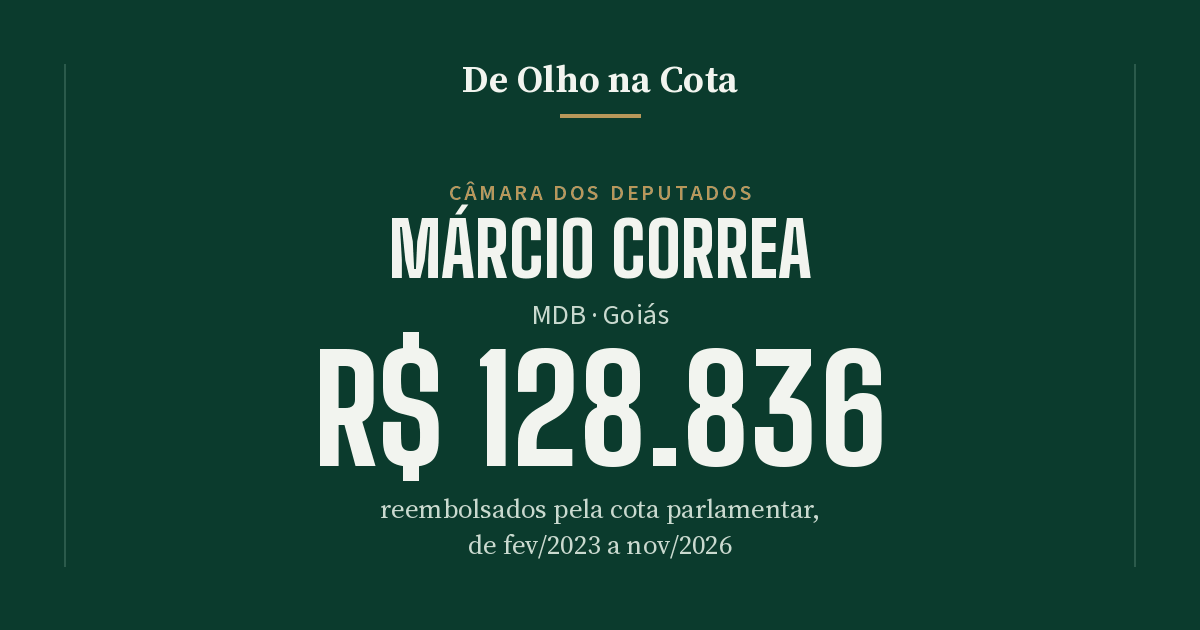 De Olho na Cota
CÂMARA DOS DEPUTADOS
MÁRCIO CORREA
MDB · Goiás
R$ 128.836
reembolsados pela cota parlamentar,
de fev/2023 a nov/2026